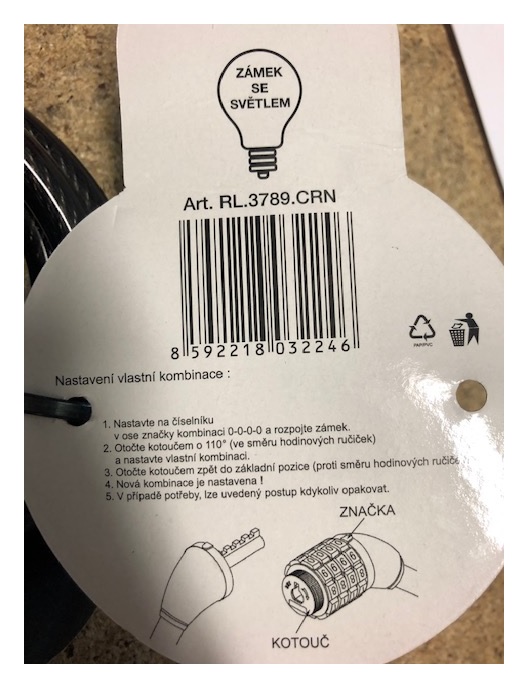 ZÁMEK
SE
SVĚTLEM
Art. RL.3789.CRN
8 592218 032246
PAP/PVC
Nastavení vlastní kombinace :
1. Nastavte na číselníku
v ose značky kombinaci 0-0-0-0 a rozpojte zámek.
2. Otočte kotoučem o 110° (ve směru hodinových ručiček)
a nastavte vlastní kombinaci.
3. Otočte kotoučem zpět do základní pozice (proti směru hodinových
4. Nová kombinace je nastavena !
5. V případě potřeby, lze uvedený postup kdykoliv opakovat.
ZNAČKA
KOTOUČ